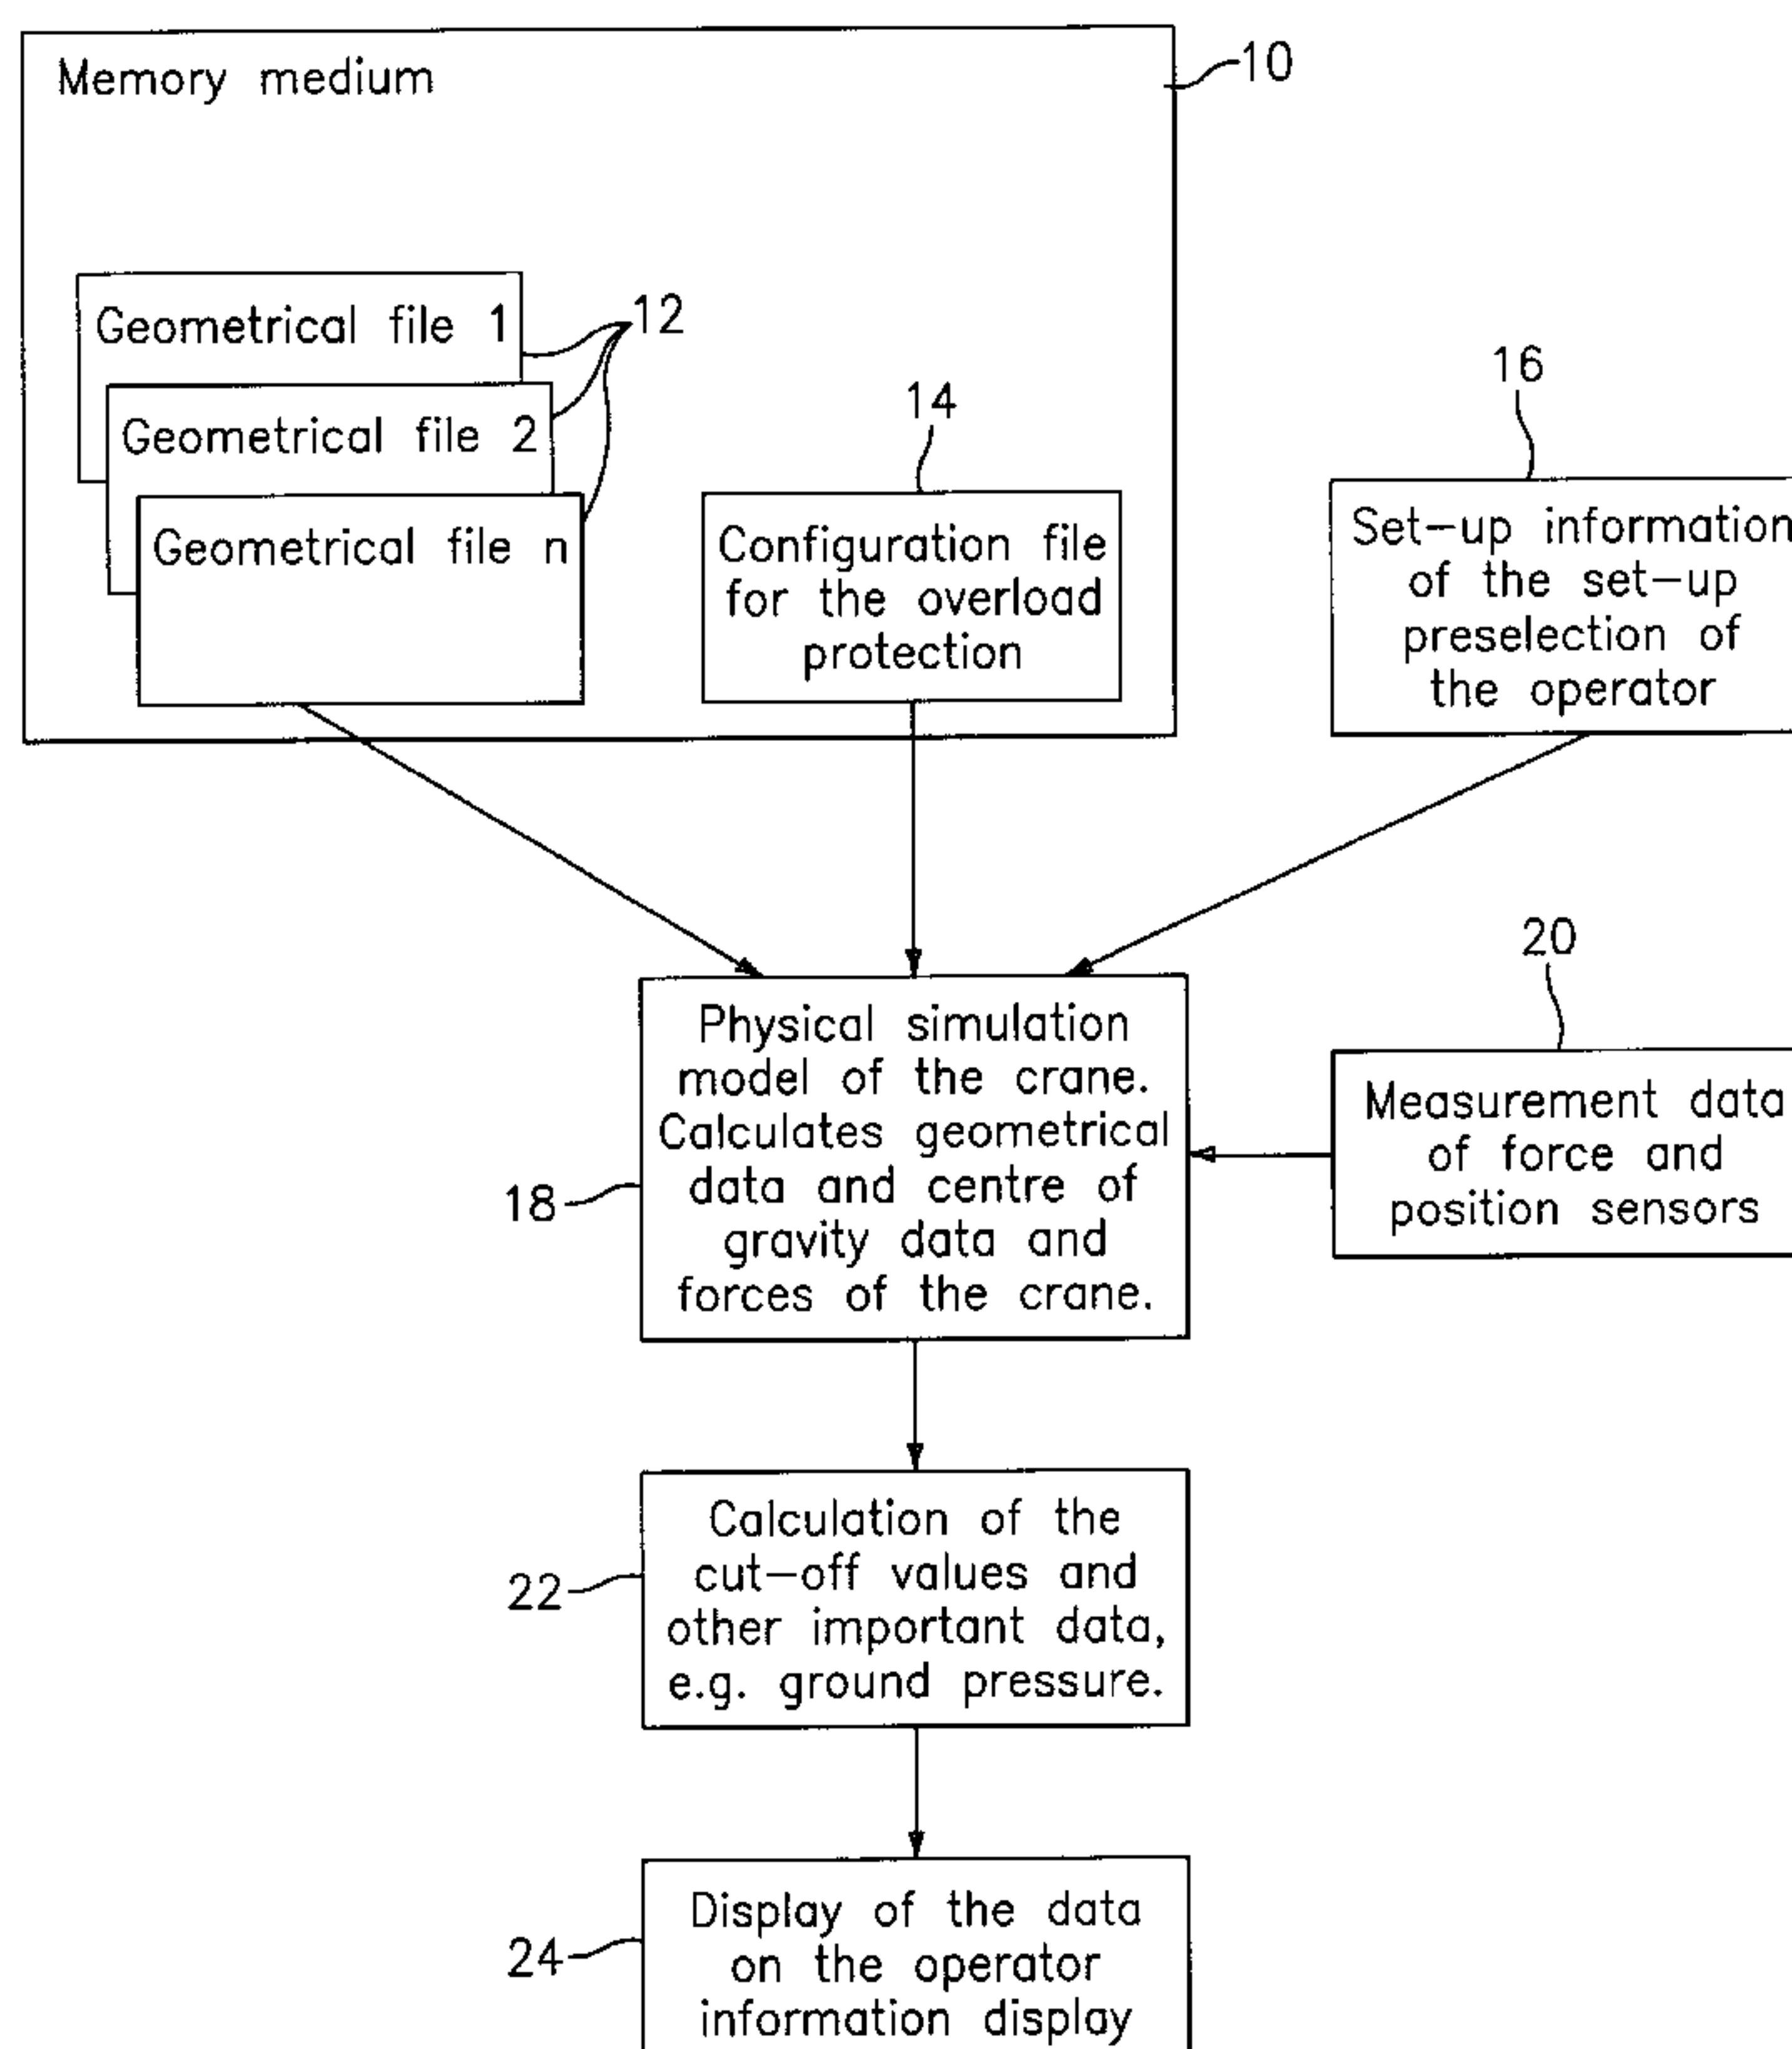 Memory medium
10
Geometrical file 1
12
Geometrical file 2
Geometrical file n
14
Configuration file
for the overload
protection
16
Set-up information
of the set-up
preselection of
the operator
Physical simulation
model of the crane.
Calculates geometrical
data and centre of
gravity data and
forces of the crane.
18
20
Measurement data
of force and
position sensors
Calculation of the
cut-off values and
other important data,
e.g. ground pressure.
22
Display of the data
on the operator
information display
24